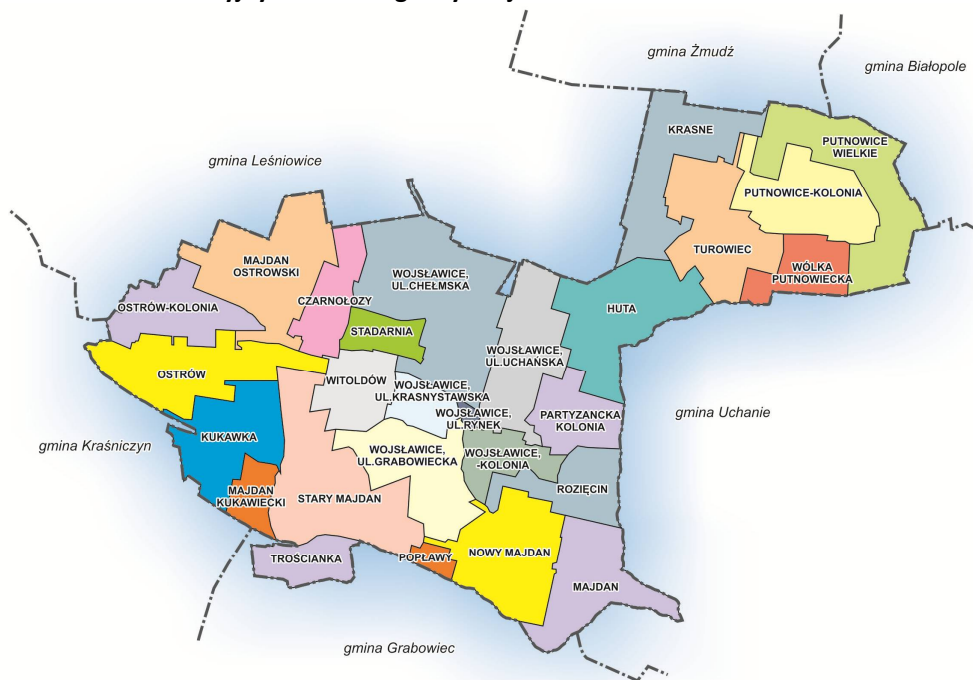 gmina Żmudź
gmina Białopole
KRASNE
PUTNOWICE
WIELKIE
gmina Leśniowice
PUTNOWICE-KOLONIA
MAJDAN
OSTROWSKI
TUROWIEC
WÓLKA
PUTNOWIECKA
WOJSŁAWICE,
UL.CHEŁMSKA
CZARNOŁOZY
OSTRÓW-KOLONIA
HUTA
STADARNIA
WOJSŁAWICE,
UL.UCHAŃSKA
OSTRÓW
WITOLDÓW
WOJSŁAWICE,
UL.KRASNYSTAWSKA
WOJSŁAWICE,
UL.RYNEK
PARTYZANCKA
KOLONIA
gmina Uchanie
KUKAWKA
gmina Kraśniczyn
WOJSŁAWICE,
UL.GRABOWIECKA
WOJSŁAWICE,
-KOLONIA
ROZIĘCIN
MAJDAN
KUKAWIECKI
STARY MAJDAN
TROŚCIANKA
POPŁAWY
NOWY MAJDAN
MAJDAN
gmina Grabowiec